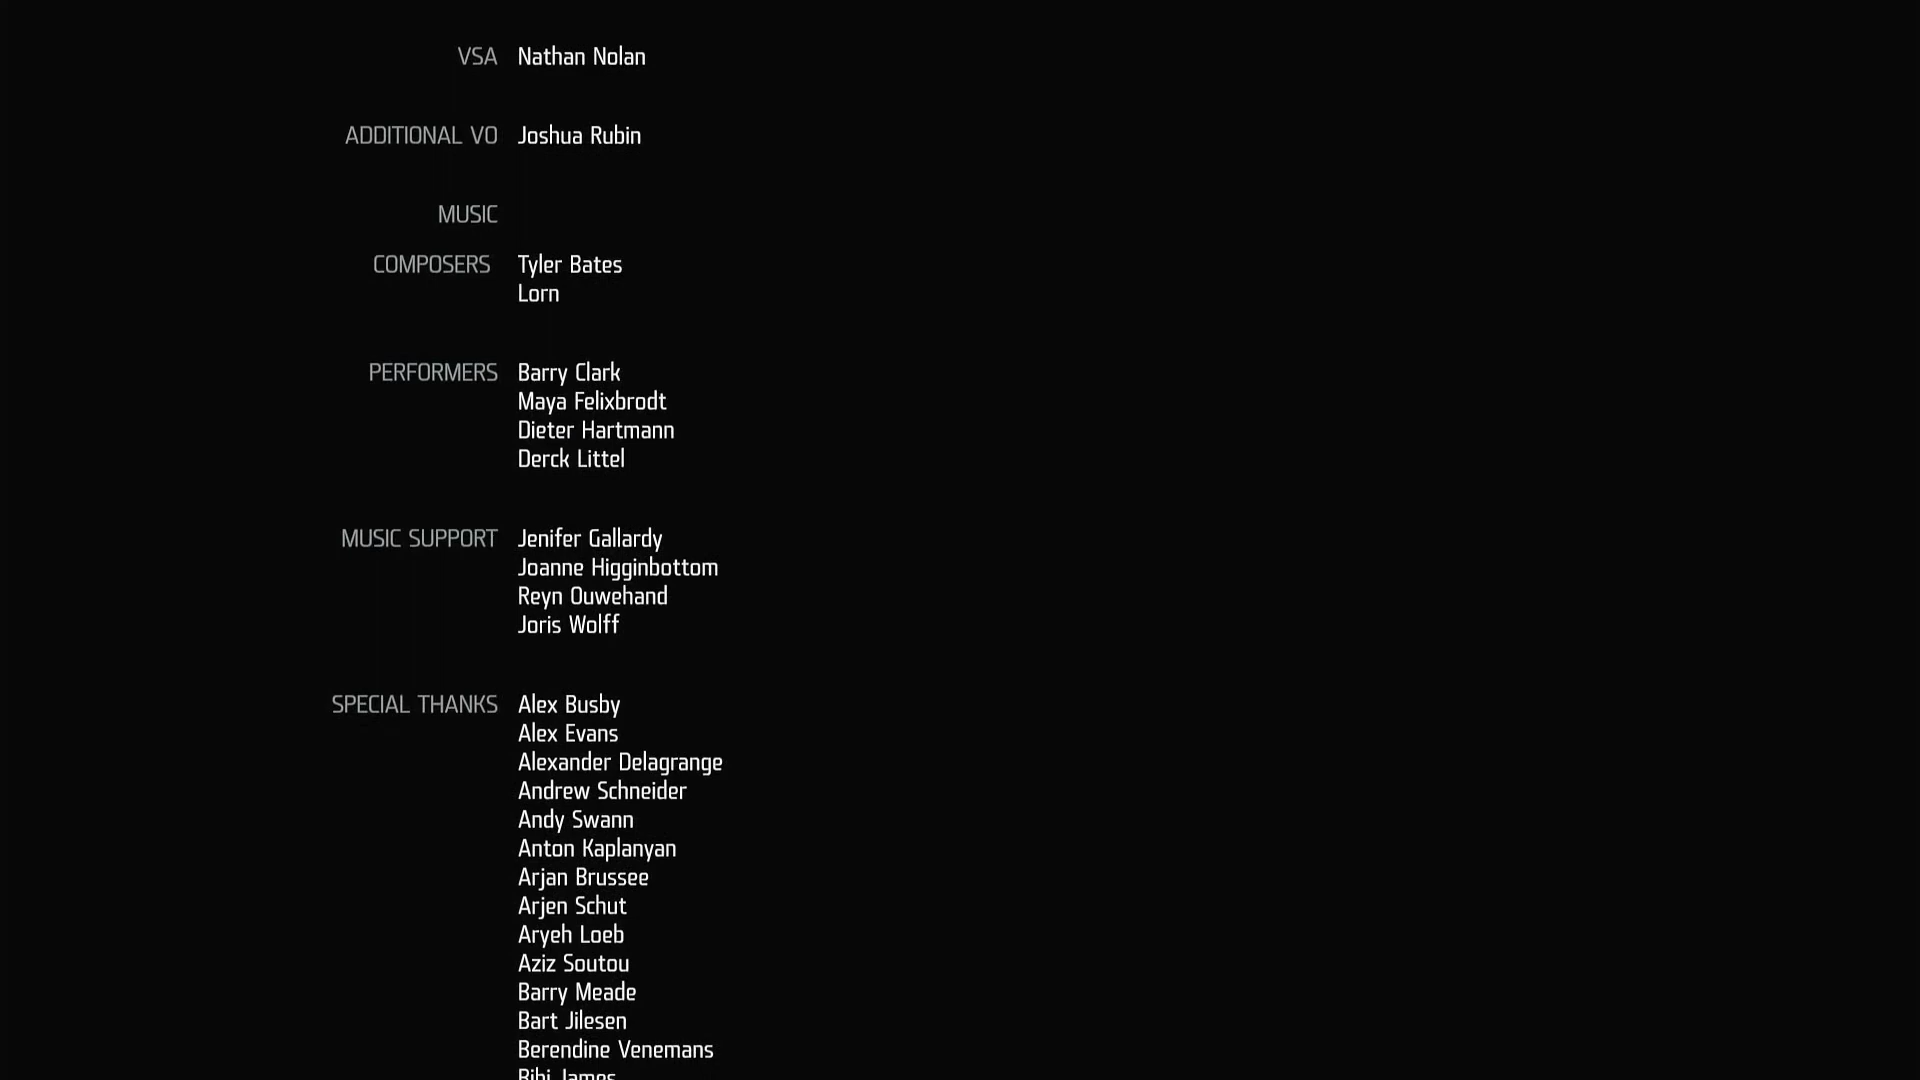 VSA Nathan Nolan
ADDITIONAL VO Joshua Rubin
MUSIC
COMPOSERS Tyler Bates
Lorn
PERFORMERS Barry Clark
Maya Felixbrodt
Dieter Hartmann
Derck Littel
MUSIC SUPPORT Jenifer Gallardy
Joanne Higginbottom
Reyn Ouwehand
Joris Wolff
SPECIAL THANKS Alex Busby
Alex Evans
Alexander Delagrange
Andrew Schneider
Andy Swann
Anton Kaplanyan
Arjan Brussee
Arjen Schut
Aryeh Loeb
Aziz Soutou
Barry Meade
Bart Jilesen
Berendine Venemans
Bibi James